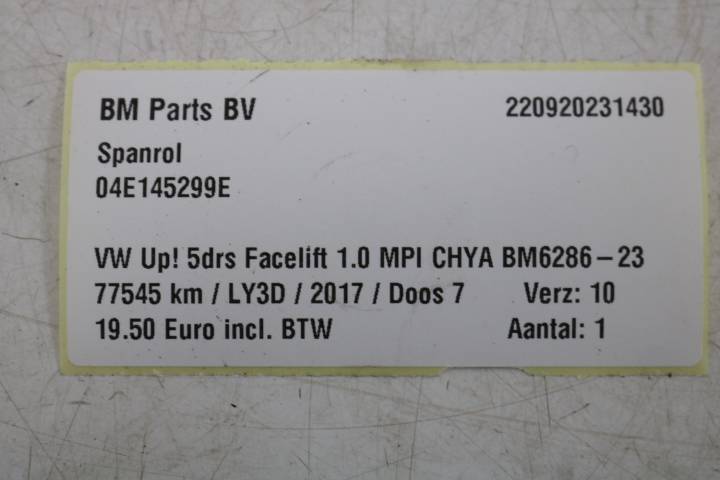 BM Parts BV 220920231430
Spanrol
04E145299E
VW Up! 5drs Facelift 1.0 MPI CHYA BM6286-23
77545 km / LY3D / 2017 / Doos 7 Verz: 10
19.50 Euro incl. BTW Aantal: 1